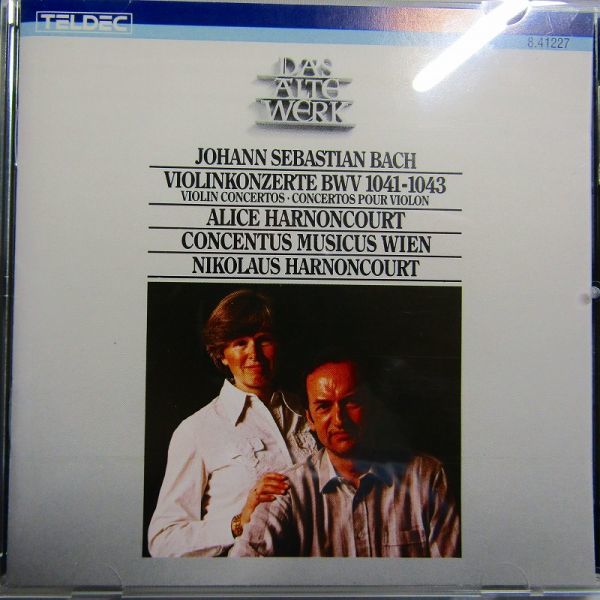 TELDEC
8.41227
DAS
ALTE
WERK
JOHANN SEBASTIAN BACH
VIOLINKONZERTE BWV 1041-1043
VIOLIN CONCERTOS · CONCERTOS POUR VIOLON
ALICE HARNONCOURT
CONCENTUS MUSICUS WIEN
NIKOLAUS HARNONCOURT